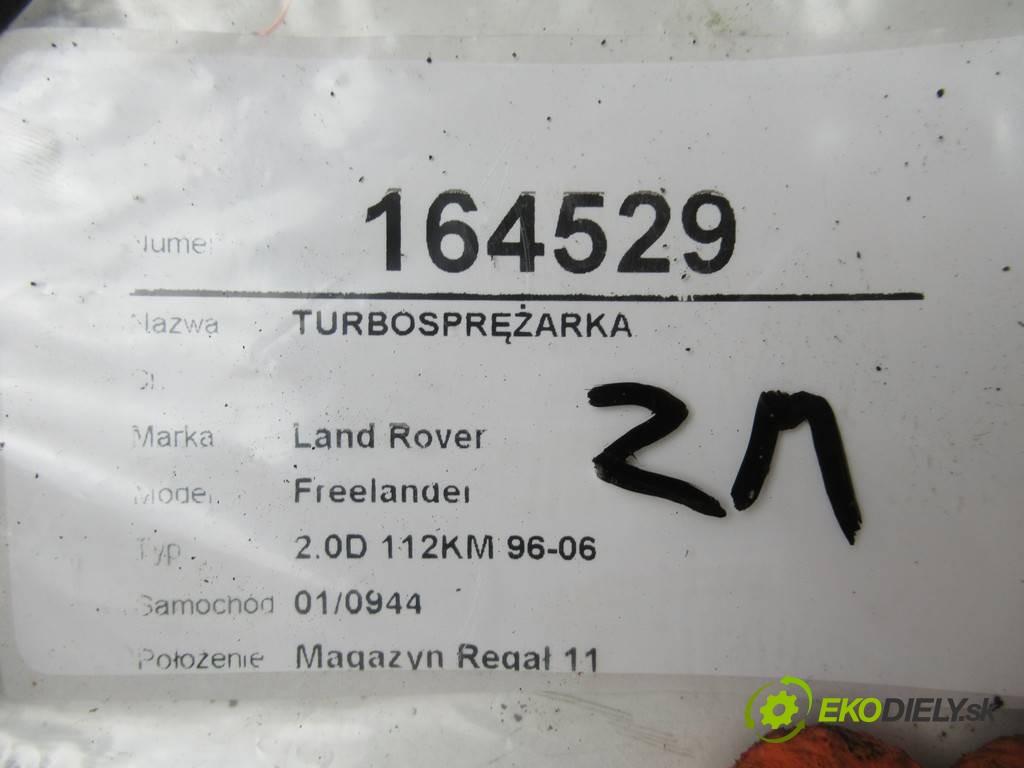 Numer 164529
Nazwa TURBOSPRĘŻARKA
Marka Land Rover
Model Freelander
Typ 2.0D 112KM 96-06
Samochód 01/0944
Położenie Magazyn Regał 11
EKODIELY.sk